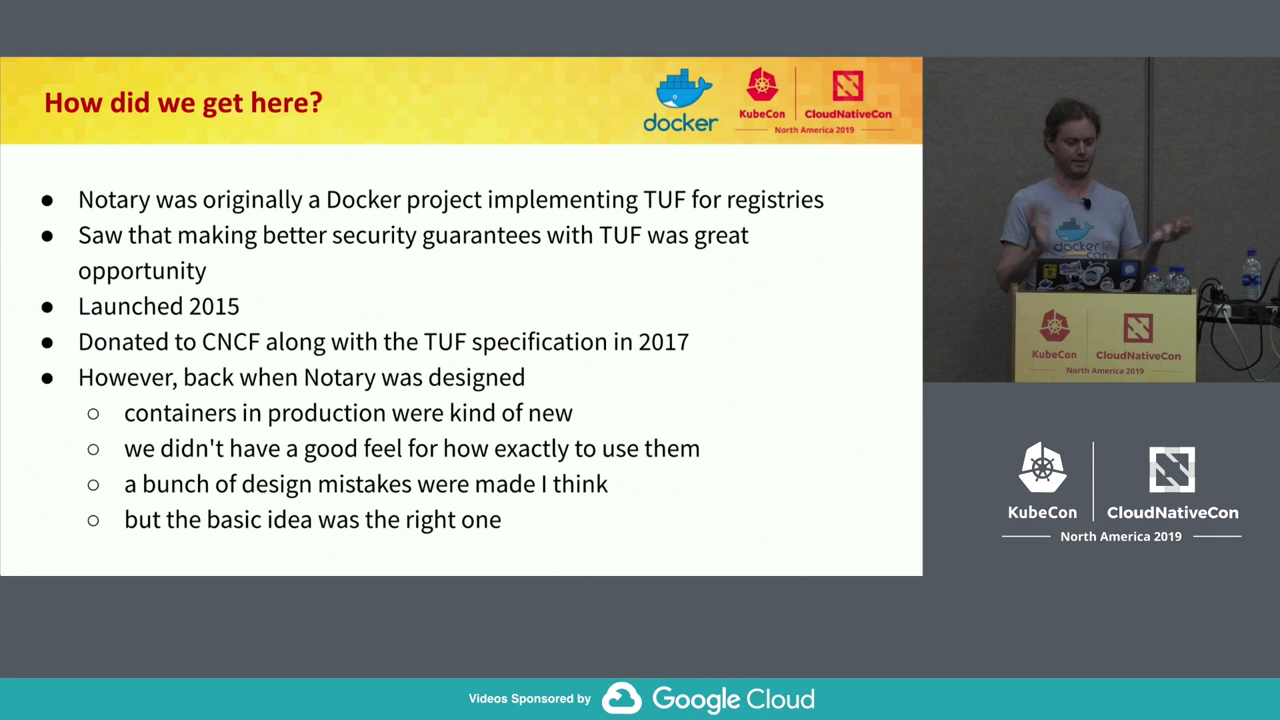 How did we get here?
docker
KubeCon
CloudNativeCon
North America 2019
● Notary was originally a Docker project implementing TUF for registries
● Saw that making better security guarantees with TUF was great
opportunity
● Launched 2015
● Donated to CNCF along with the TUF specification in 2017
● However, back when Notary was designed
○ containers in production were kind of new
○ we didn't have a good feel for how exactly to use them
○ a bunch of design mistakes were made I think
○ but the basic idea was the right one
docker
con
KubeCon
CloudNativeCon
North America 2019
KubeCon
CloudNativeCon
North America 2019
Videos Sponsored by
Google Cloud